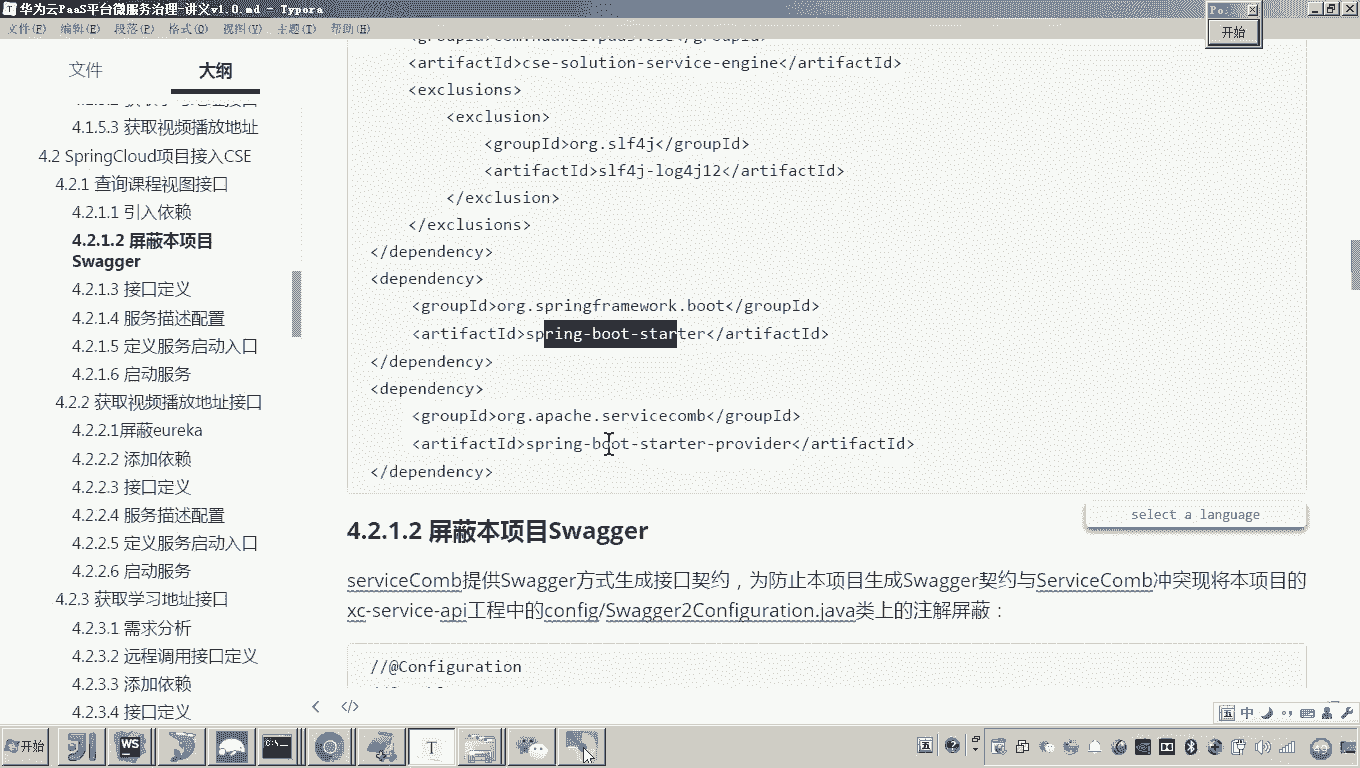 华为云PaaS平台微服务治理-讲义v1.0.md - Typora
文件(F) 编辑(E) 段落(P) 格式(O) 视图(V) 主题(T) 帮助(H)
Po..
开始
文件
大纲
4.1.5.3 获取视频播放地址
4.2 SpringCloud项目接入CSE
4.2.1 查询课程视图接口
4.2.1.1 引入依赖
4.2.1.2 屏蔽本项目
Swagger
4.2.1.3 接口定义
4.2.1.4 服务描述配置
4.2.1.5 定义服务启动入口
4.2.1.6 启动服务
4.2.2 获取视频播放地址接口
4.2.2.1屏蔽eureka
4.2.2.2 添加依赖
4.2.2.3 接口定义
4.2.2.4 服务描述配置
4.2.2.5 定义服务启动入口
4.2.2.6 启动服务
4.2.3 获取学习地址接口
4.2.3.1 需求分析
4.2.3.2 远程调用接口定义
4.2.3.3 添加依赖
4.2.3.4 接口定义
<groupId>com.huawei.paas.cse</groupId>
<artifactId>cse-solution-service-engine</artifactId>
<exclusions>
<exclusion>
<groupId>org.slf4j</groupId>
<artifactId>slf4j-log4j12</artifactId>
</exclusion>
</exclusions>
</dependency>
<dependency>
<groupId>org.springframework.boot</groupId>
<artifactId>spring-boot-starter</artifactId>
</dependency>
<dependency>
<groupId>org.apache.servicecomb</groupId>
<artifactId>spring-boot-starter-provider</artifactId>
</dependency>
select a language
4.2.1.2 屏蔽本项目Swagger
serviceComb提供Swagger方式生成接口契约，为防止本项目生成Swagger契约与ServiceComb冲突现将本项目的
xc-service-api工程中的config/Swagger2Configuration.java类上的注解屏蔽：
//@Configuration
五 中
开始
WS
T
五